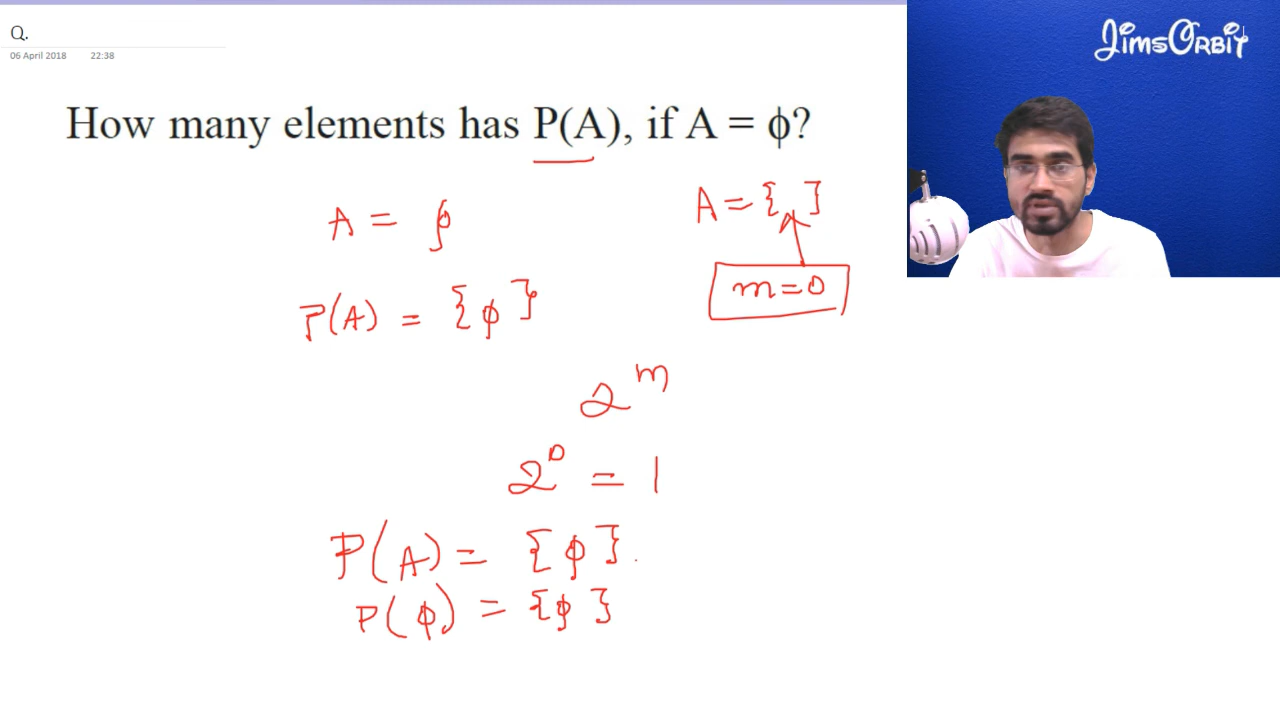 Q.
06 April 2018 22:38
JimsOrbit
How many elements has P(A), if A = ϕ?
A = ϕ
A = { }
m = 0
P(A) = {ϕ}
2^m
2^0 = 1
P(A) = {ϕ}.
P(ϕ) = {ϕ}